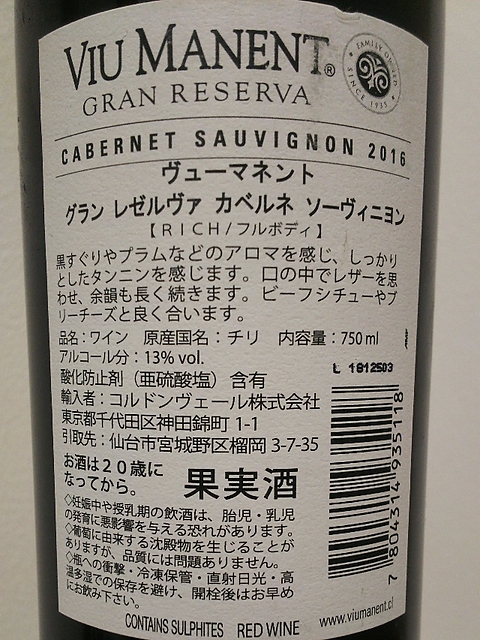 VIU MANENT®
FAMILY OWNED
SINCE 1935
GRAN RESERVA
CABERNET SAUVIGNON 2016
ヴューマネント
グラン レゼルヴァ カベルネ ソーヴィニヨン
【RICH/フルボディ】
黒すぐりやプラムなどのアロマを感じ、しっかり
としたタンニンを感じます。口の中でレザーを思
わせ、余韻も長く続きます。ビーフシチューやブ
リーチーズと良く合います。
品名：ワイン 原産国名：チリ 内容量：750 ml
アルコール分：13% vol.
L 1812503
酸化防止剤（亜硫酸塩）含有
輸入者：コルドンヴェール株式会社
東京都千代田区神田錦町 1-1
引取先：仙台市宮城野区榴岡 3-7-35
お酒は20歳に
なってから。
果実酒
◇妊娠中や授乳期の飲酒は、胎児・乳児
の発育に悪影響を与える恐れがあります。
◇葡萄に由来する沈殿物を生じることが
ありますが、品質には問題ありません。
◇瓶への衝撃・冷凍保管・直射日光・高
温多湿での保存を避け、開栓後はお早め
にお飲み下さい。
7 804314 935118
CONTAINS SULPHITES RED WINE
www.viumanent.cl